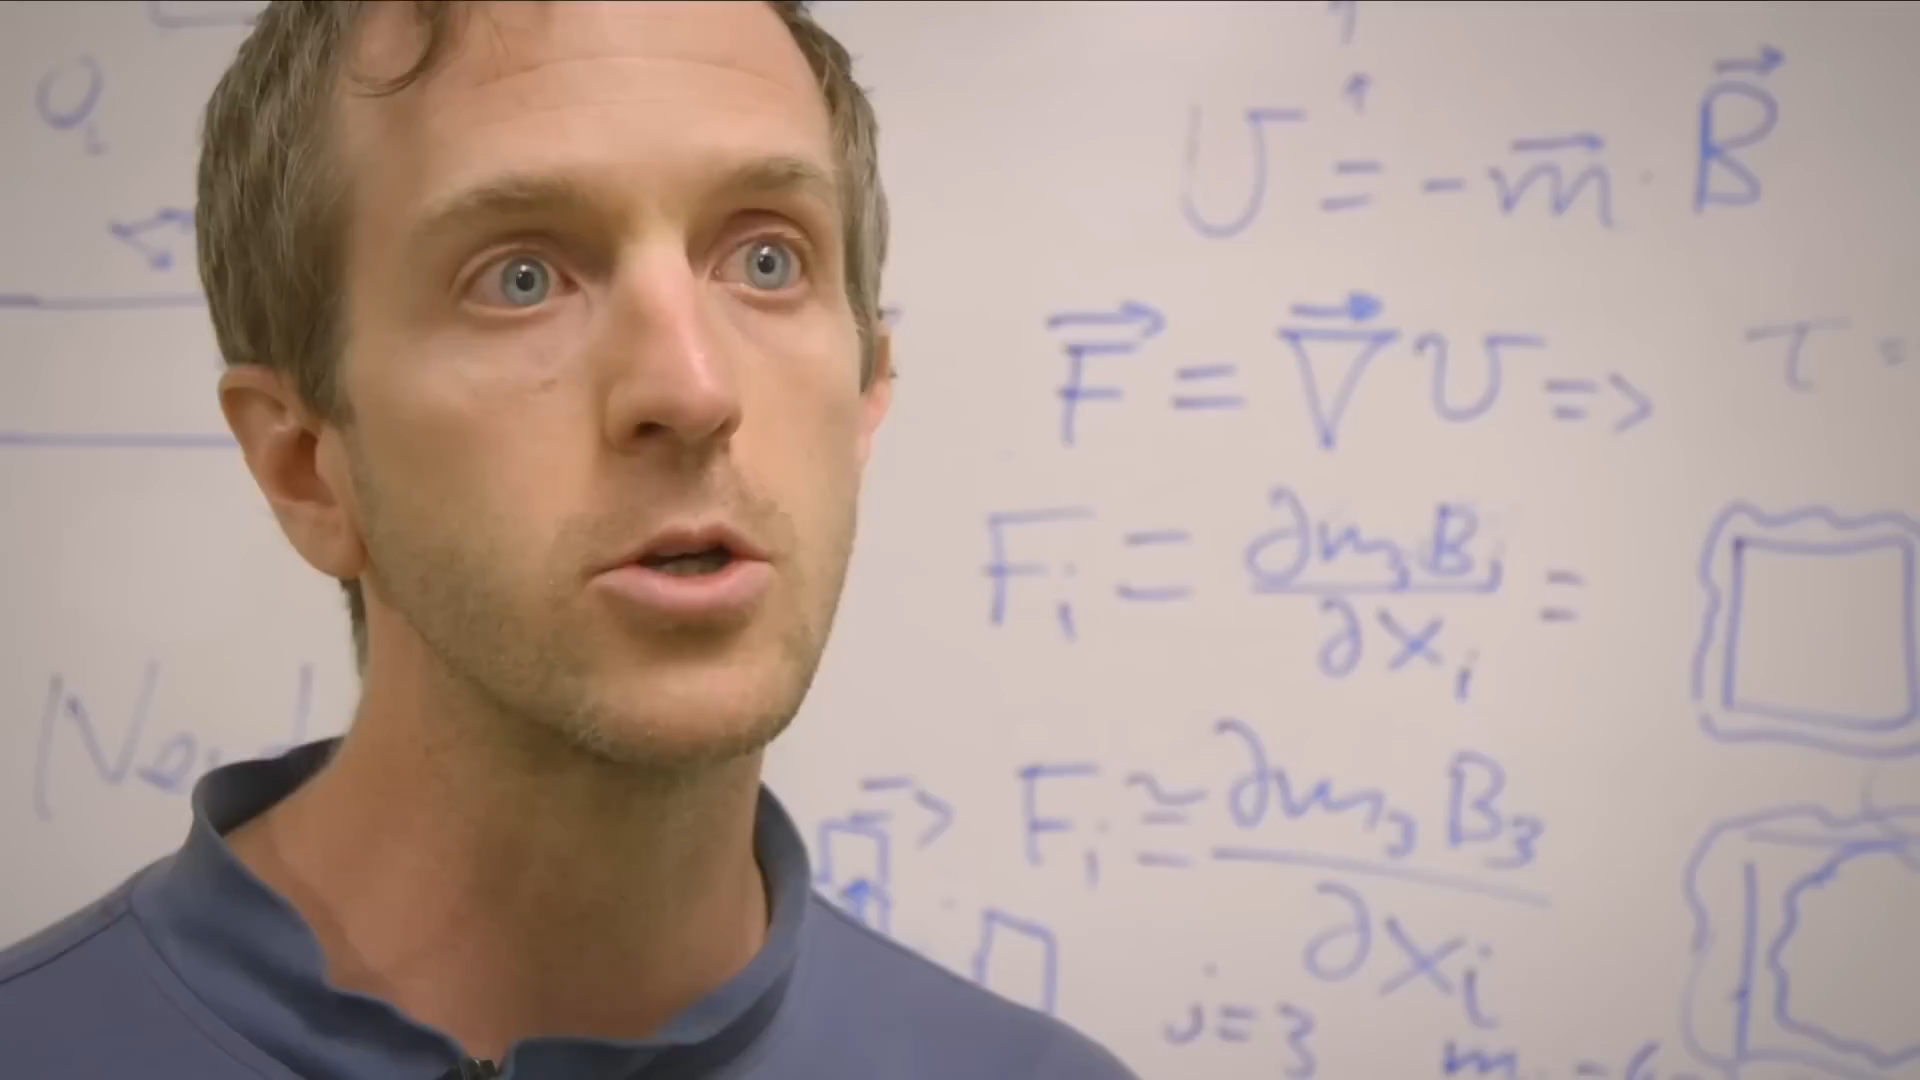 U = -m⃗ · B⃗
F⃗ = ∇⃗ U => τ =
F_i = ∂m_j B_j / ∂x_i =
=> F_i ≃ ∂m_3 B_3 / ∂x_i
j = 3